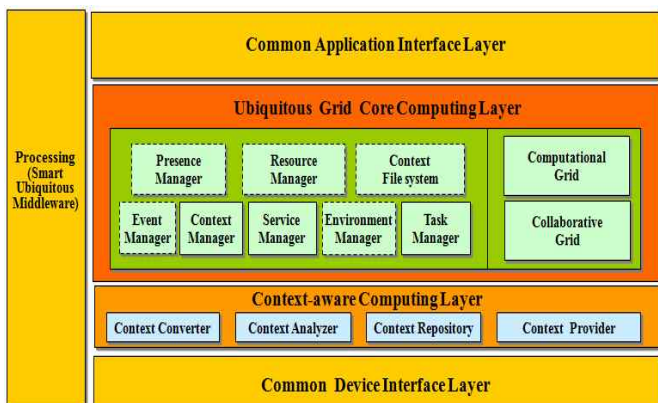 Common Application Interface Layer
Processing
(Smart
Ubiquitous
Middleware)
Ubiquitous Grid Core Computing Layer
Presence
Manager
Resource
Manager
Context
File system
Computational
Grid
Event
Manager
Context
Manager
Service
Manager
Environment
Manager
Task
Manager
Collaborative
Grid
Context-aware Computing Layer
Context Converter
Context Analyzer
Context Repository
Context Provider
Common Device Interface Layer